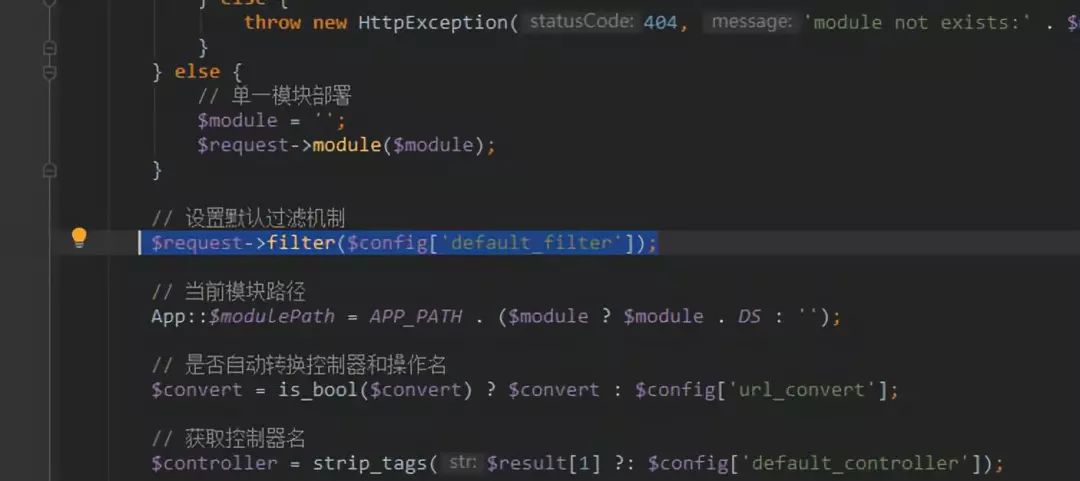 } else {
throw new HttpException( statusCode: 404, message: 'module not exists:' . $
}
} else {
// 单一模块部署
$module = '';
$request->module($module);
}
// 设置默认过滤机制
$request->filter($config['default_filter']);
// 当前模块路径
App::$modulePath = APP_PATH . ($module ? $module . DS : '');
// 是否自动转换控制器和操作名
$convert = is_bool($convert) ? $convert : $config['url_convert'];
// 获取控制器名
$controller = strip_tags( str: $result[1] ?: $config['default_controller']);